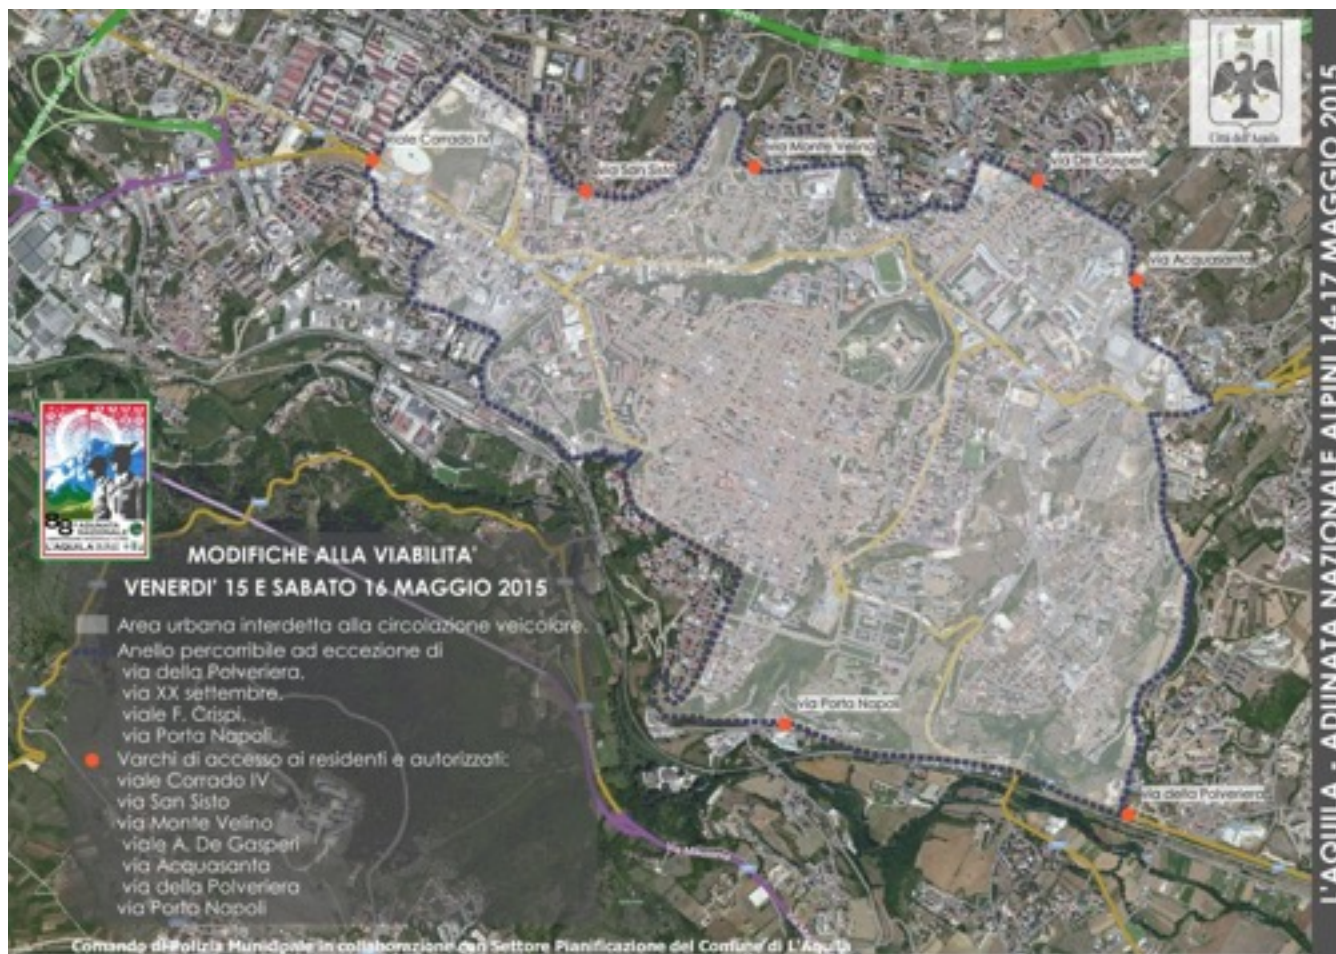 viale Corrado IV
via San Sisto
via Monte Velino
via De Gasperi
via Acquasanta
via Porta Napoli
via della Polveriera
Città dell'Aquila
L'AQUILA - ADUNATA NAZIONALE ALPINI 14-17 MAGGIO 2015
88ª ADUNATA
NAZIONALE
L'AQUILA
MODIFICHE ALLA VIABILITA'
VENERDI' 15 E SABATO 16 MAGGIO 2015
Area urbana interdetta alla circolazione veicolare.
Anello percorribile ad eccezione di
via della Polveriera,
via XX settembre,
viale F. Crispi,
via Porta Napoli
Varchi di accesso ai residenti e autorizzati:
viale Corrado IV
via San Sisto
via Monte Velino
viale A. De Gasperi
via Acquasanta
via della Polveriera
via Porta Napoli
Comando di Polizia Municipale in collaborazione con Settore Pianificazione del Comune di L'Aquila